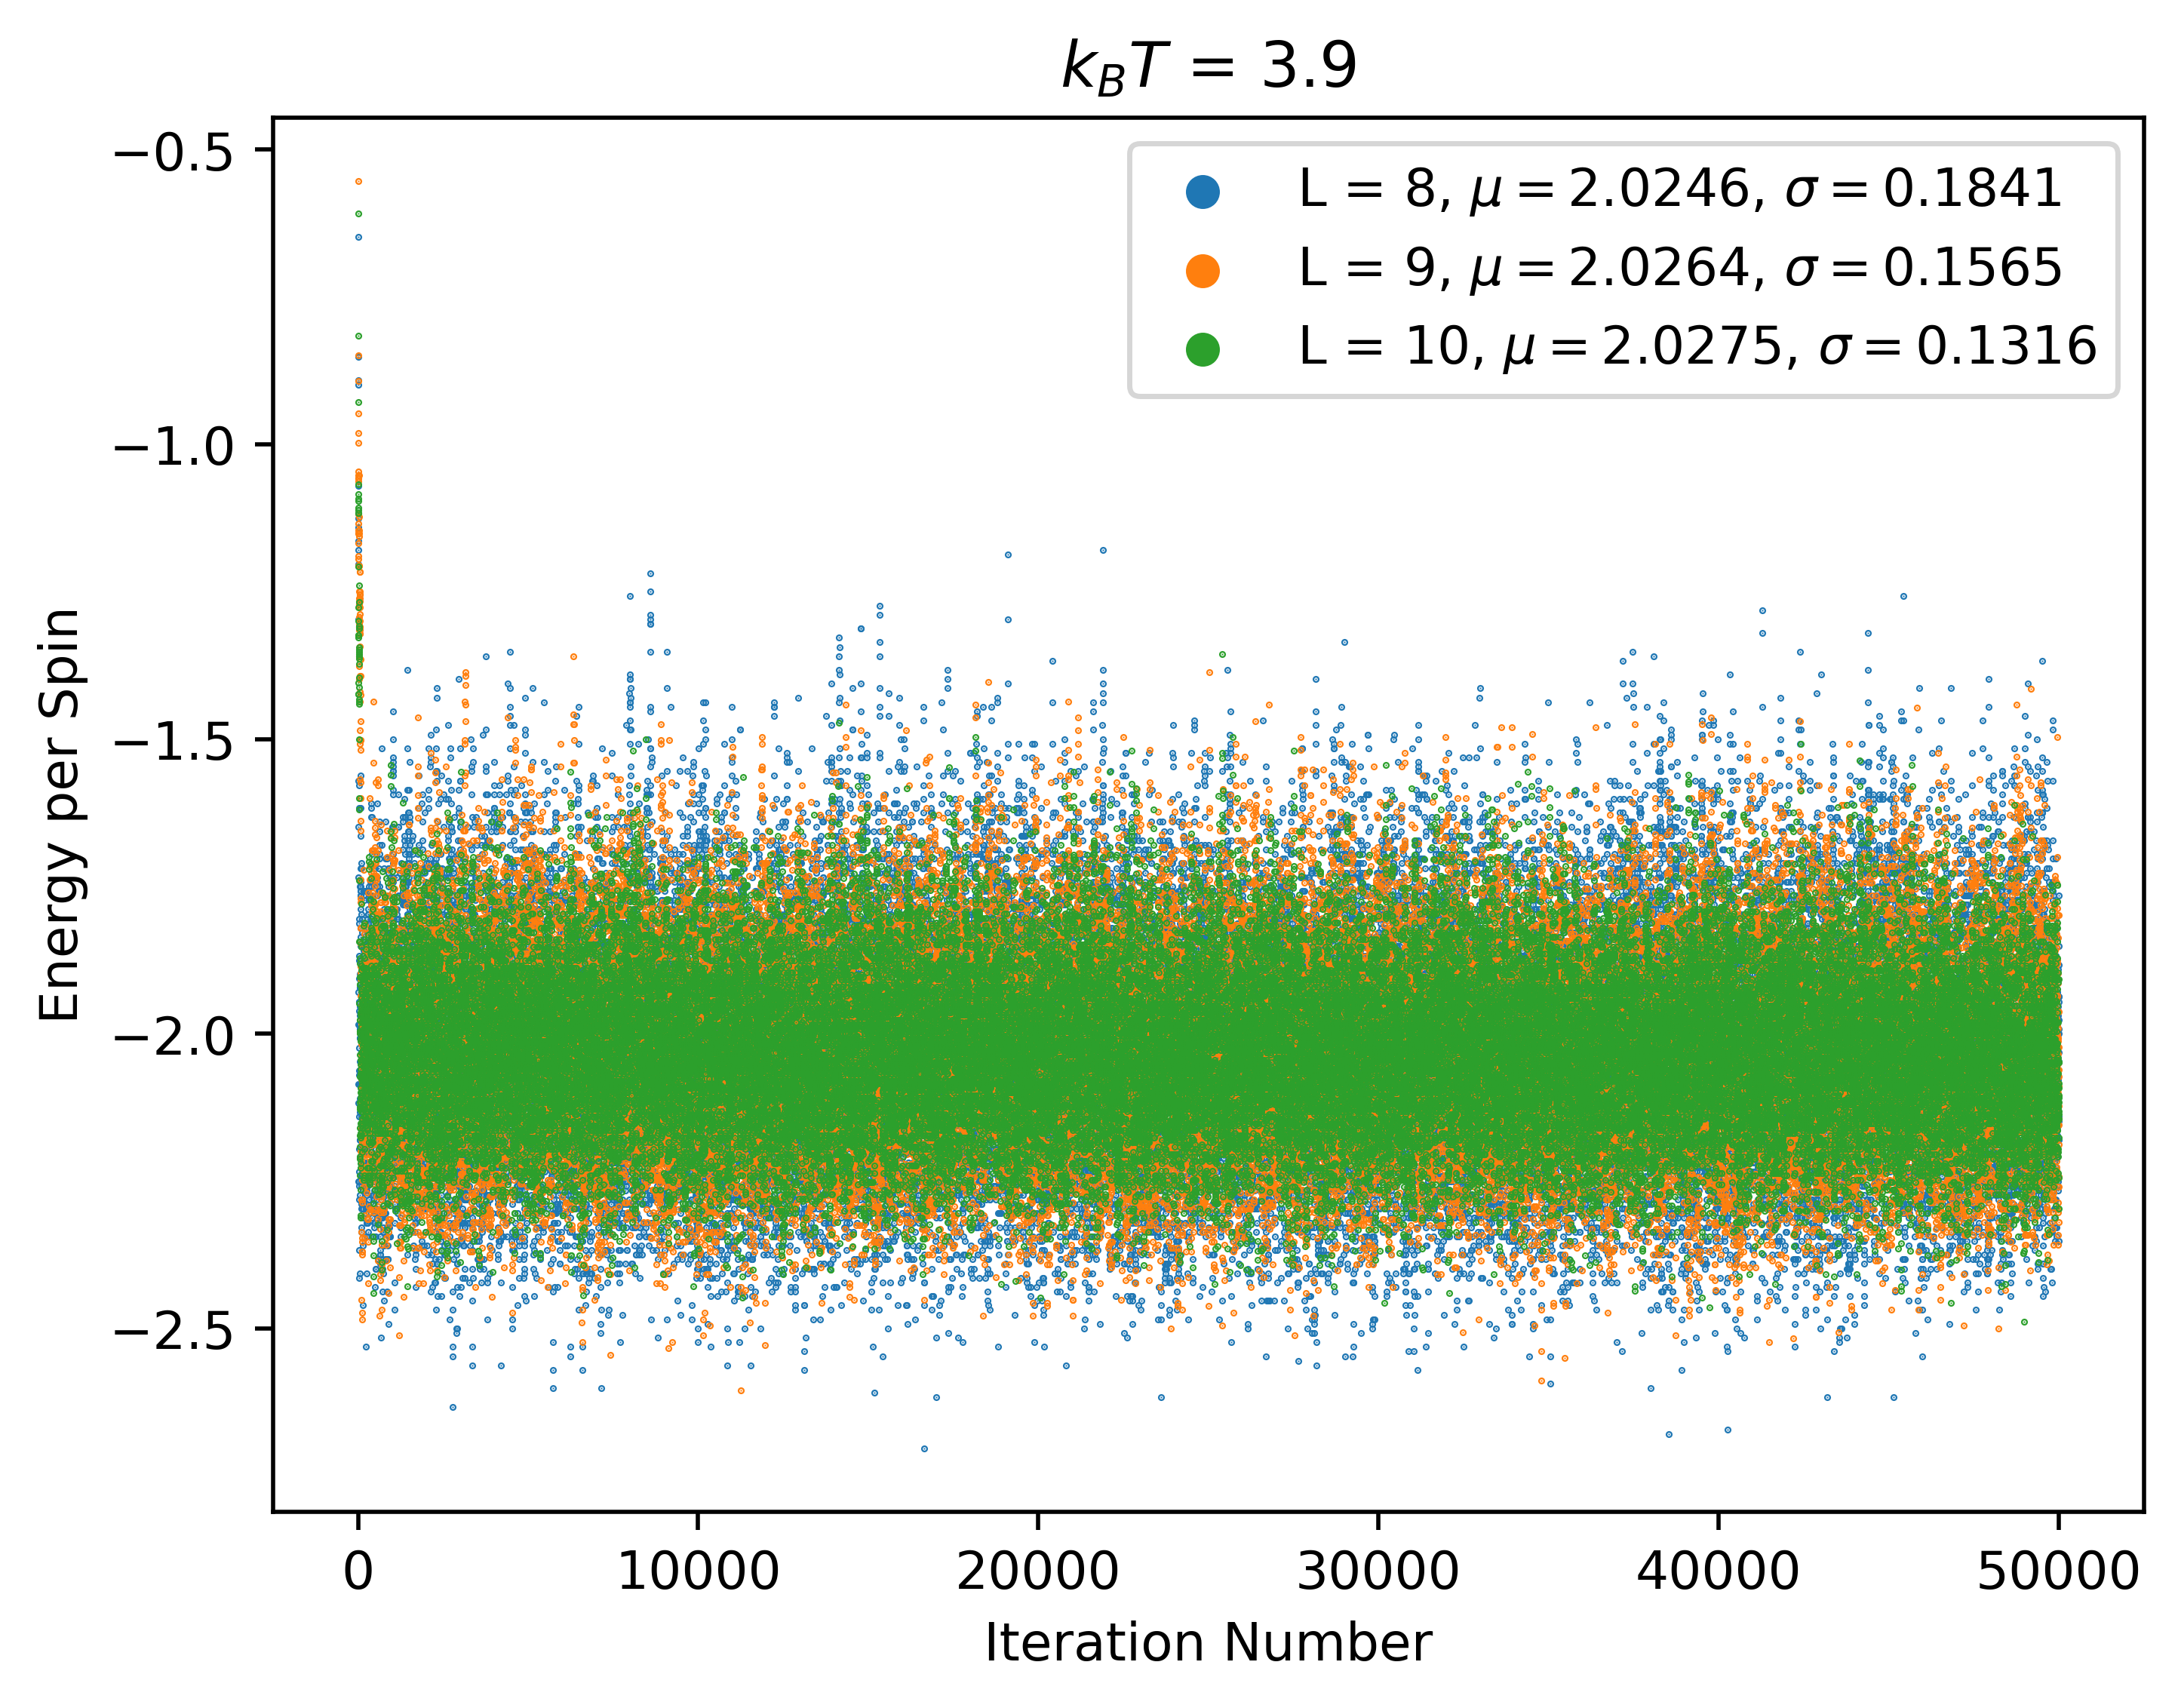 k_BT = 3.9
L = 8, μ = 2.0246, σ = 0.1841
L = 9, μ = 2.0264, σ = 0.1565
L = 10, μ = 2.0275, σ = 0.1316
Energy per Spin
−0.5
−1.0
−1.5
−2.0
−2.5
0 10000 20000 30000 40000 50000
Iteration Number